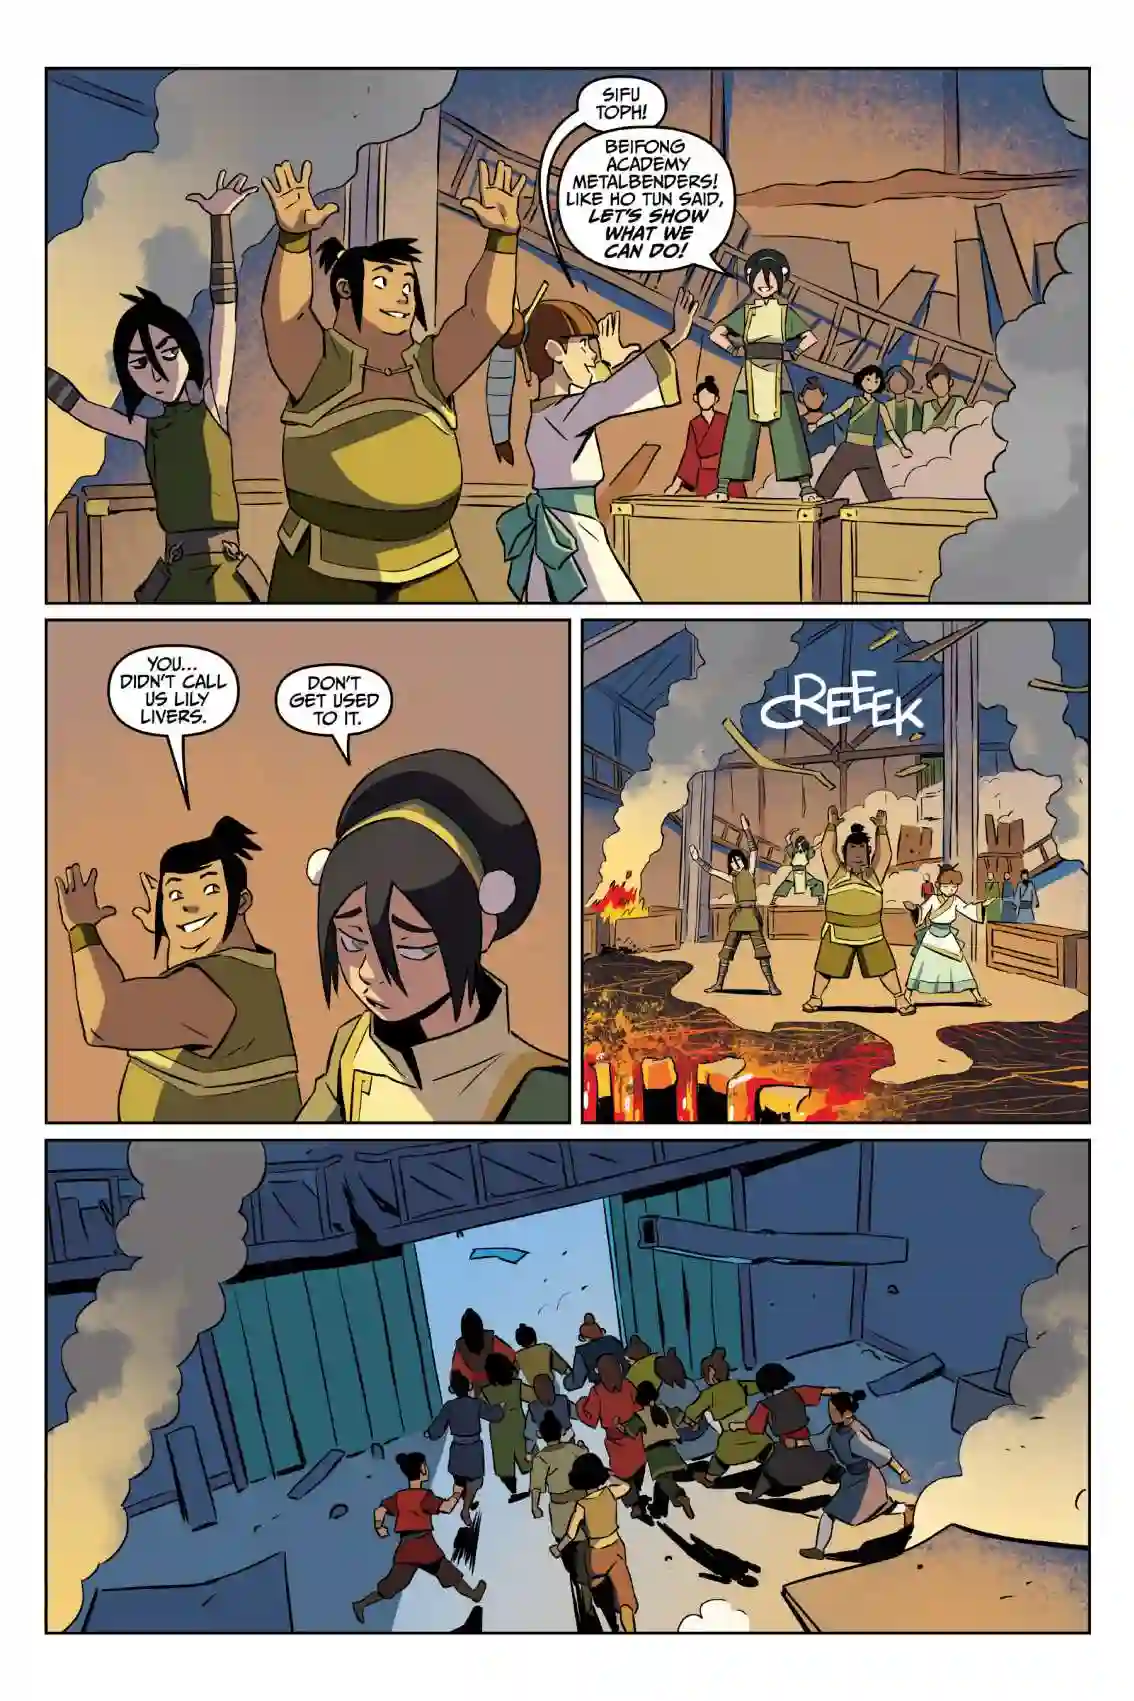 SIFU
TOPH!
BEIFONG
ACADEMY
METALBENDERS!
LIKE HO TUN SAID,
LET'S SHOW
WHAT WE
CAN DO!
YOU...
DIDN'T CALL
US LILY
LIVERS.
DON'T
GET USED
TO IT.
CREEEK